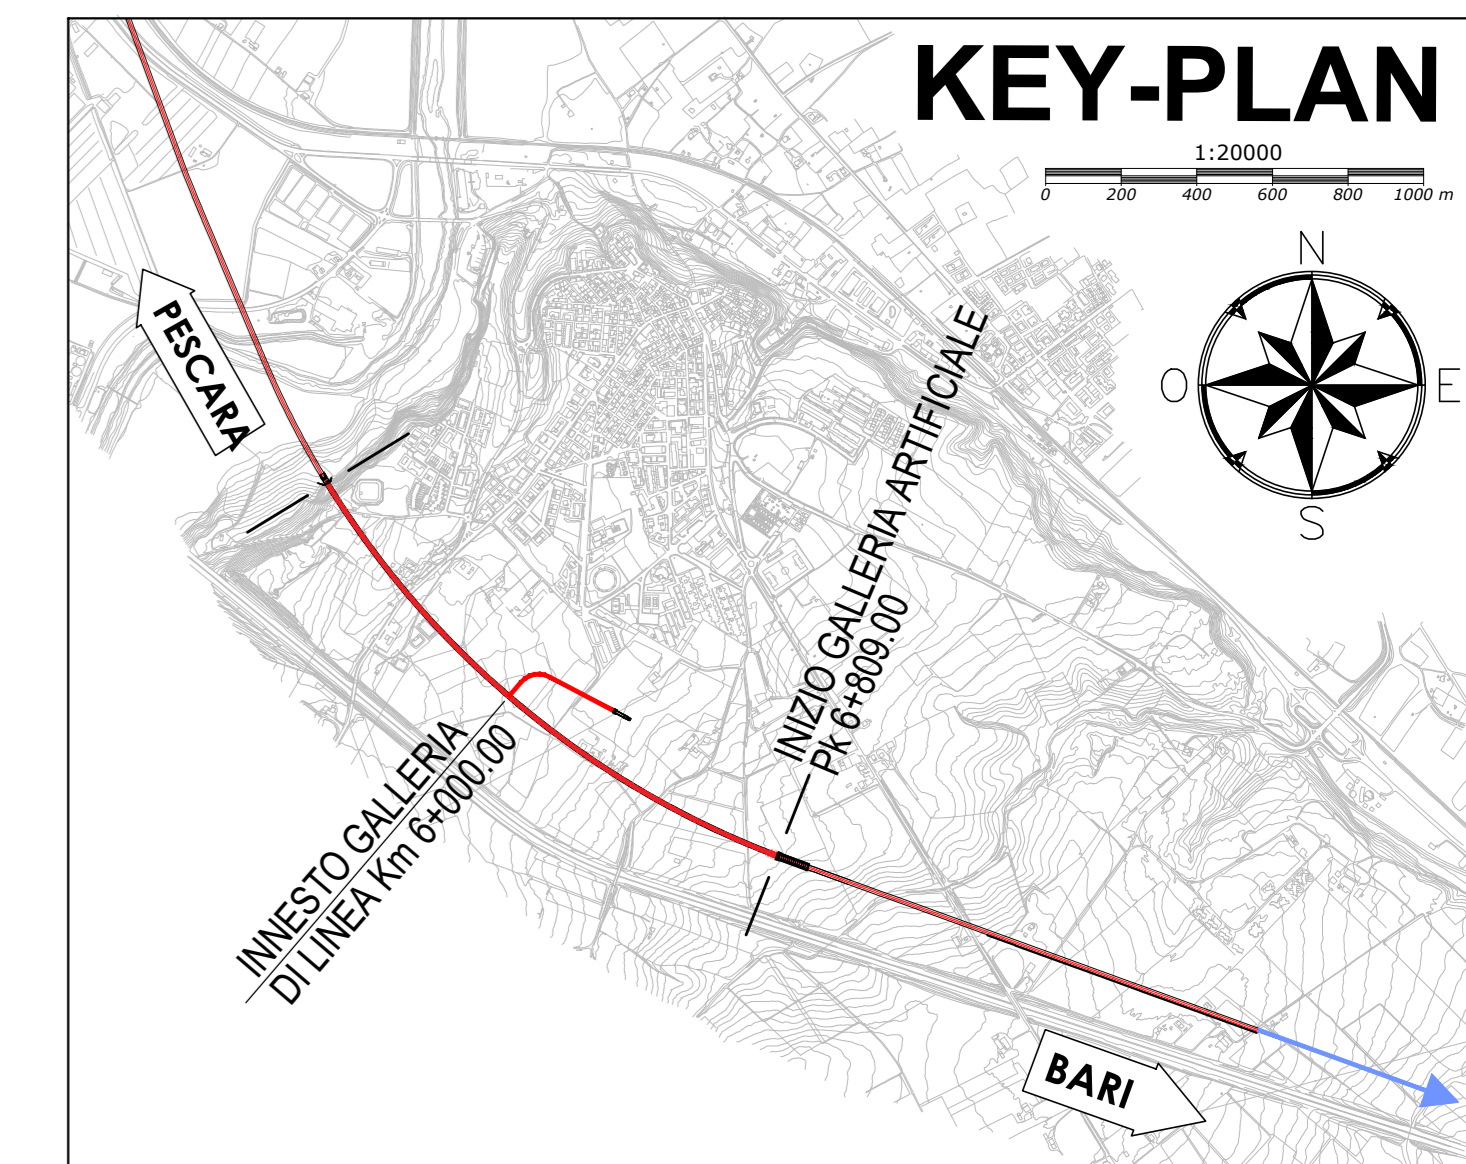 KEY-PLAN
1:20000
0 200 400 600 800 1000 m
N
O
E
S
PESCARA
INIZIO GALLERIA ARTIFICIALE
Pk 6+809.00
INNESTO GALLERIA
DI LINEA Km 6+000.00
BARI